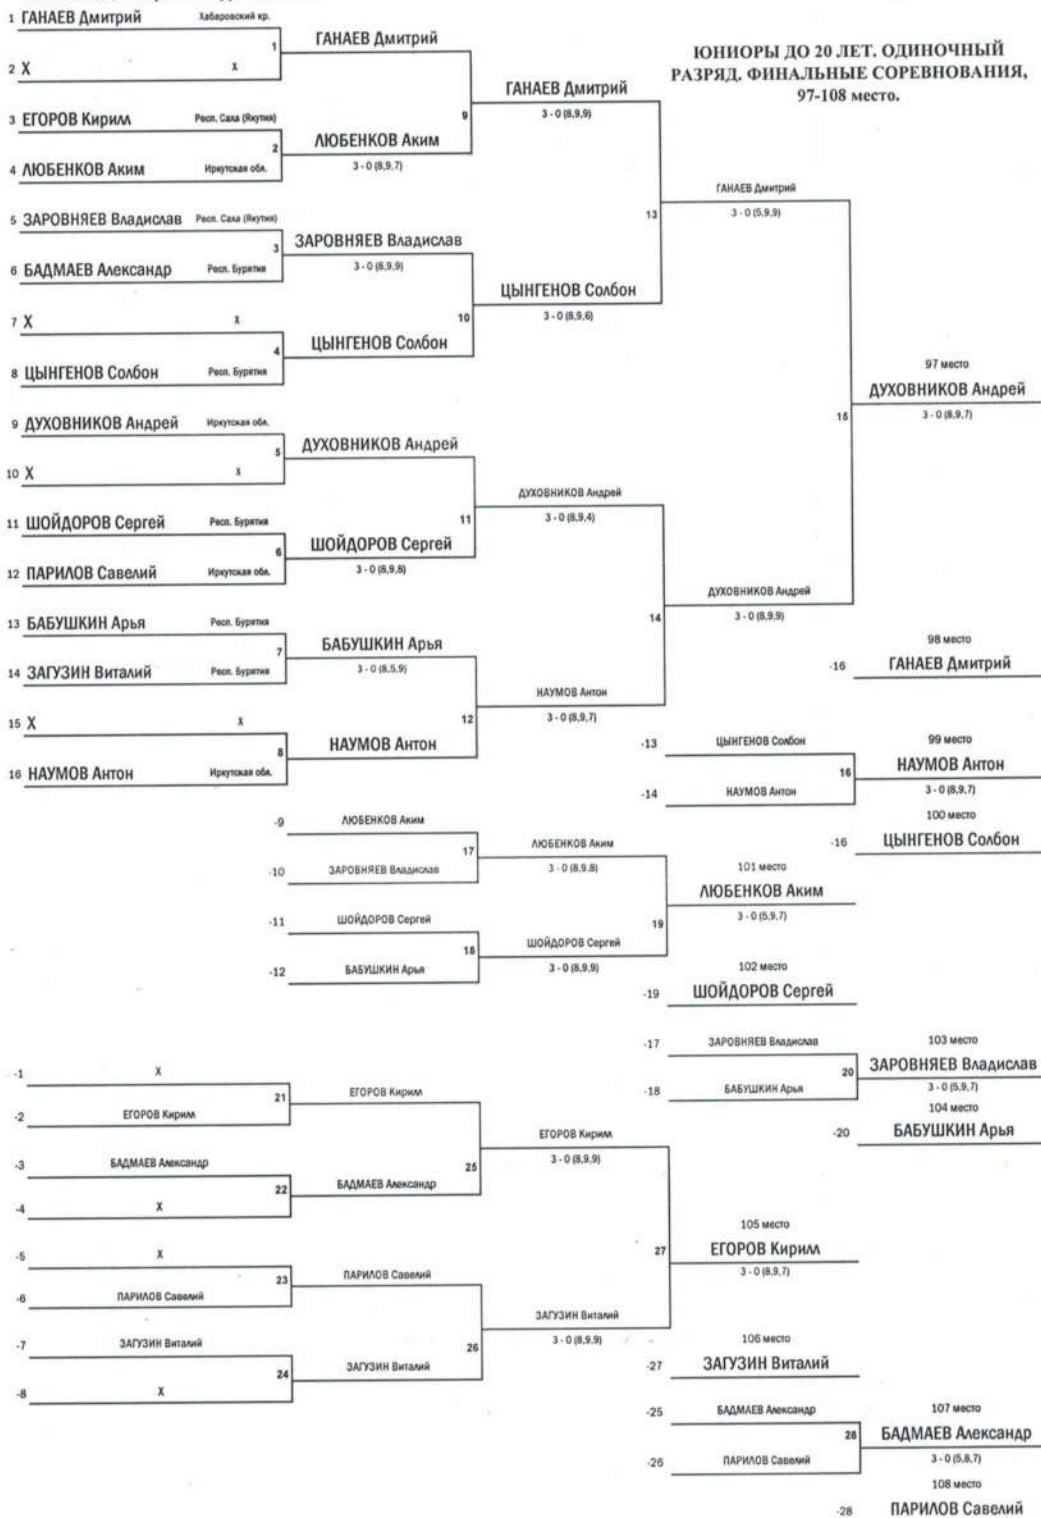 ЮНИОРЫ ДО 20 ЛЕТ. ОДИНОЧНЫЙ
РАЗРЯД. ФИНАЛЬНЫЕ СОРЕВНОВАНИЯ,
97-108 место.
1 ГАНАЕВ Дмитрий Хабаровский кр.
1 ГАНАЕВ Дмитрий
2 X X
9 ГАНАЕВ Дмитрий
3 - 0 (8,9,9)
3 ЕГОРОВ Кирилл Респ. Саха (Якутия)
2 ЛЮБЕНКОВ Аким
3 - 0 (8,9,7)
4 ЛЮБЕНКОВ Аким Иркутская обл.
13 ГАНАЕВ Дмитрий
3 - 0 (5,9,9)
5 ЗАРОВНЯЕВ Владислав Респ. Саха (Якутия)
3 ЗАРОВНЯЕВ Владислав
3 - 0 (8,9,9)
6 БАДМАЕВ Александр Респ. Бурятия
10 ЦЫНГЕНОВ Солбон
3 - 0 (8,9,6)
7 X X
4 ЦЫНГЕНОВ Солбон
8 ЦЫНГЕНОВ Солбон Респ. Бурятия
97 место
15 ДУХОВНИКОВ Андрей
3 - 0 (8,9,7)
9 ДУХОВНИКОВ Андрей Иркутская обл.
5 ДУХОВНИКОВ Андрей
10 X X
11 ДУХОВНИКОВ Андрей
3 - 0 (8,9,4)
11 ШОЙДОРОВ Сергей Респ. Бурятия
6 ШОЙДОРОВ Сергей
3 - 0 (8,9,8)
12 ПАРИЛОВ Савелий Иркутская обл.
14 ДУХОВНИКОВ Андрей
3 - 0 (8,9,9)
13 БАБУШКИН Арья Респ. Бурятия
7 БАБУШКИН Арья
3 - 0 (8,5,9)
14 ЗАГУЗИН Виталий Респ. Бурятия
98 место
-16 ГАНАЕВ Дмитрий
12 НАУМОВ Антон
3 - 0 (8,9,7)
15 X X
8 НАУМОВ Антон
16 НАУМОВ Антон Иркутская обл.
-13 ЦЫНГЕНОВ Солбон
99 место
16 НАУМОВ Антон
3 - 0 (8,9,7)
-14 НАУМОВ Антон
100 место
-16 ЦЫНГЕНОВ Солбон
-9 ЛЮБЕНКОВ Аким
17 ЛЮБЕНКОВ Аким
3 - 0 (8,9,8)
-10 ЗАРОВНЯЕВ Владислав
101 место
19 ЛЮБЕНКОВ Аким
3 - 0 (5,9,7)
-11 ШОЙДОРОВ Сергей
18 ШОЙДОРОВ Сергей
3 - 0 (8,9,9)
-12 БАБУШКИН Арья
102 место
-19 ШОЙДОРОВ Сергей
-17 ЗАРОВНЯЕВ Владислав
103 место
20 ЗАРОВНЯЕВ Владислав
3 - 0 (5,9,7)
-18 БАБУШКИН Арья
104 место
-20 БАБУШКИН Арья
-1 X
21 ЕГОРОВ Кирилл
-2 ЕГОРОВ Кирилл
25 ЕГОРОВ Кирилл
3 - 0 (8,9,9)
-3 БАДМАЕВ Александр
22 БАДМАЕВ Александр
-4 X
105 место
27 ЕГОРОВ Кирилл
3 - 0 (8,9,7)
-5 X
23 ПАРИЛОВ Савелий
-6 ПАРИЛОВ Савелий
26 ЗАГУЗИН Виталий
3 - 0 (8,9,9)
-7 ЗАГУЗИН Виталий
24 ЗАГУЗИН Виталий
-8 X
106 место
-27 ЗАГУЗИН Виталий
-25 БАДМАЕВ Александр
107 место
28 БАДМАЕВ Александр
3 - 0 (5,8,7)
-26 ПАРИЛОВ Савелий
108 место
-28 ПАРИЛОВ Савелий